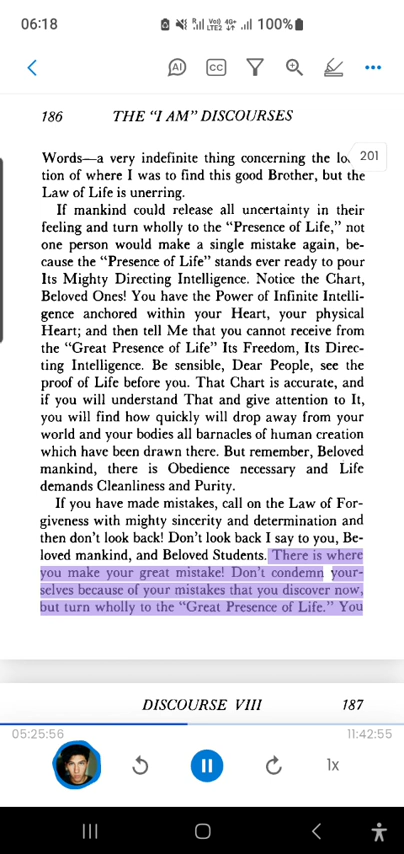 06:18
Vo)) 4G+
LTE2 100%
AI CC
186 THE “I AM” DISCOURSES
201
Words—a very indefinite thing concerning the lo
tion of where I was to find this good Brother, but the
Law of Life is unerring.
If mankind could release all uncertainty in their
feeling and turn wholly to the “Presence of Life,” not
one person would make a single mistake again, be-
cause the “Presence of Life” stands ever ready to pour
Its Mighty Directing Intelligence. Notice the Chart,
Beloved Ones! You have the Power of Infinite Intelli-
gence anchored within your Heart, your physical
Heart; and then tell Me that you cannot receive from
the “Great Presence of Life” Its Freedom, Its Direc-
ting Intelligence. Be sensible, Dear People, see the
proof of Life before you. That Chart is accurate, and
if you will understand That and give attention to It,
you will find how quickly will drop away from your
world and your bodies all barnacles of human creation
which have been drawn there. But remember, Beloved
mankind, there is Obedience necessary and Life
demands Cleanliness and Purity.
If you have made mistakes, call on the Law of For-
giveness with mighty sincerity and determination and
then don’t look back! Don’t look back I say to you, Be-
loved mankind, and Beloved Students. There is where
you make your great mistake! Don’t condemn your-
selves because of your mistakes that you discover now,
but turn wholly to the “Great Presence of Life.” You
DISCOURSE VIII 187
05:25:56 11:42:55
1x